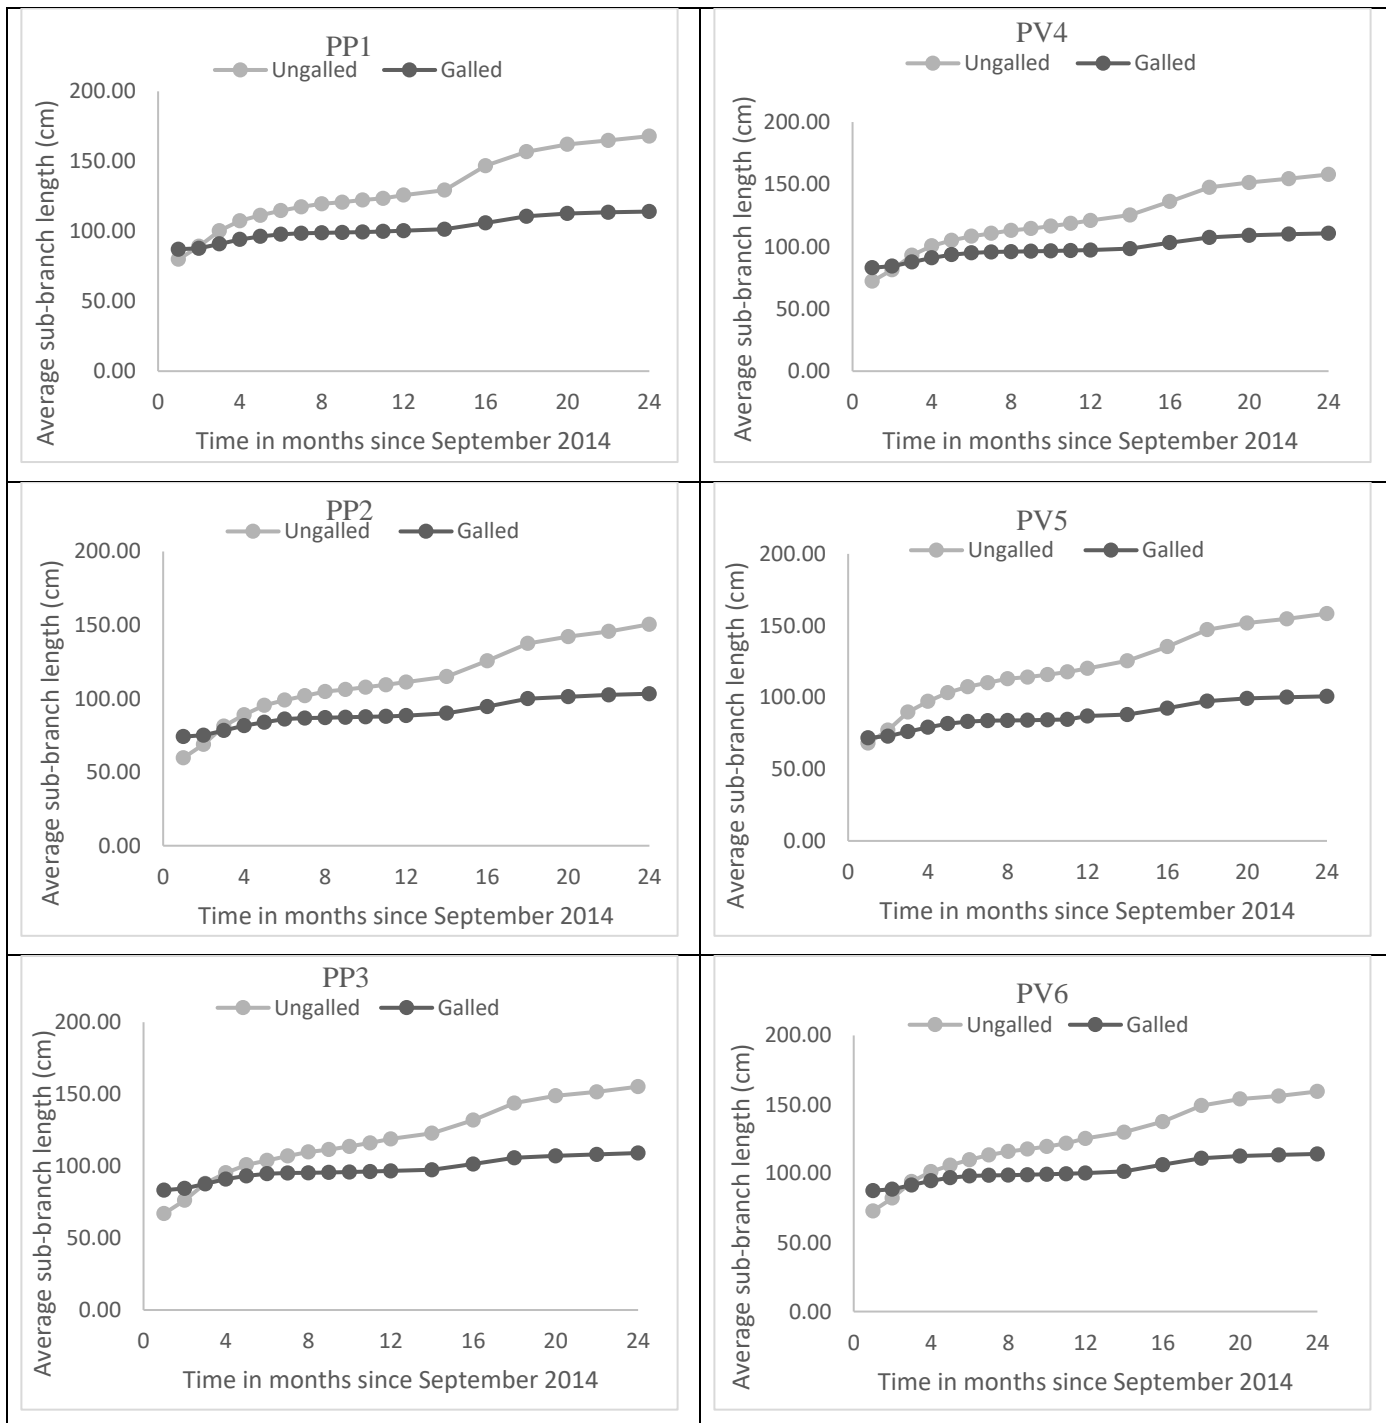 PP1
Ungalled Galled
Average sub-branch length (cm)
200.00
150.00
100.00
50.00
0.00
0 4 8 12 16 20 24
Time in months since September 2014
PV4
Ungalled Galled
Average sub-branch length (cm)
200.00
150.00
100.00
50.00
0.00
0 4 8 12 16 20 24
Time in months since September 2014
PP2
Ungalled Galled
Average sub-branch length (cm)
200.00
150.00
100.00
50.00
0.00
0 4 8 12 16 20 24
Time in months since September 2014
PV5
Ungalled Galled
Average sub-branch length (cm)
200.00
150.00
100.00
50.00
0.00
0 4 8 12 16 20 24
Time in months since September 2014
PP3
Ungalled Galled
Average sub-branch length (cm)
200.00
150.00
100.00
50.00
0.00
0 4 8 12 16 20 24
Time in months since September 2014
PV6
Ungalled Galled
Average sub-branch length (cm)
200.00
150.00
100.00
50.00
0.00
0 4 8 12 16 20 24
Time in months since September 2014